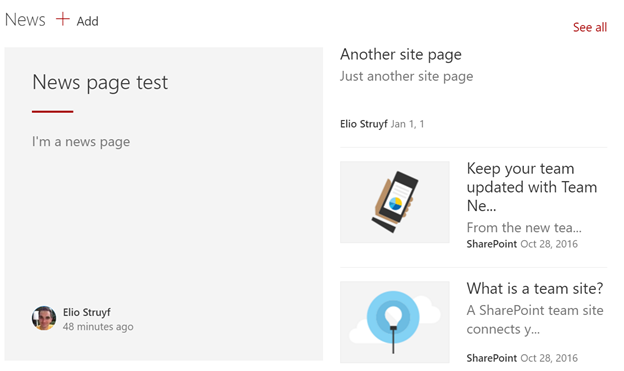 News + Add
See all
News page test
I'm a news page
Elio Struyf
48 minutes ago
Another site page
Just another site page
Elio Struyf Jan 1, 1
Keep your team
updated with Team
Ne...
From the new tea...
SharePoint Oct 28, 2016
What is a team site?
A SharePoint team site
connects y...
SharePoint Oct 28, 2016